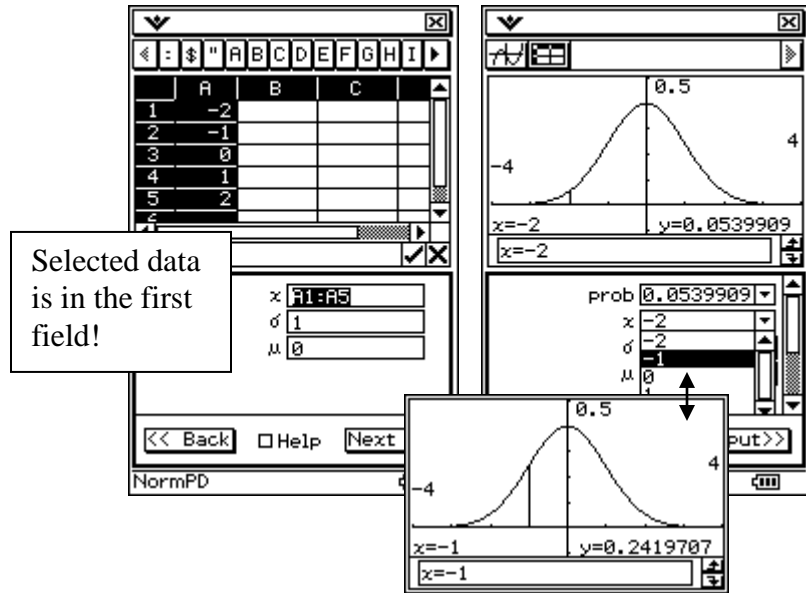 : $ " A B C D E F G H I
A B C
1 -2
2 -1
3 0
4 1
5 2
Selected data
is in the first
field!
x A1:A5
σ 1
μ 0
<< Back Help Next
NormPD
0.5
-4 4
x=-2 y=0.0539909
x=-2
prob 0.0539909
x -2
-2
σ
-1
μ 0
put>>
0.5
-4 4
x=-1 y=0.2419707
x=-1